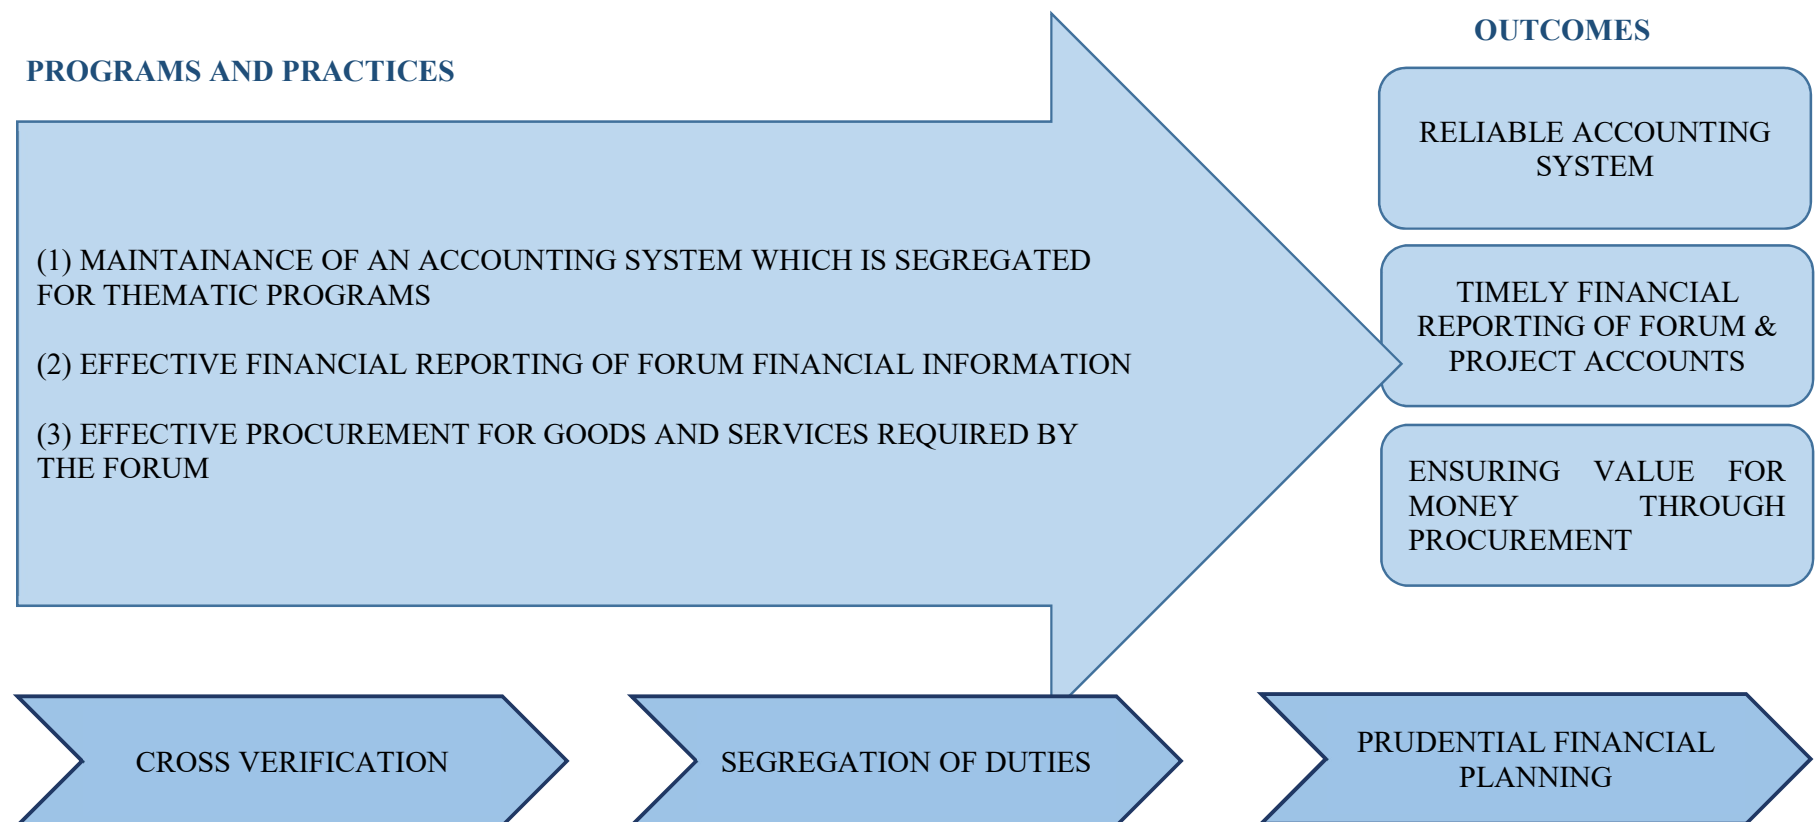 PROGRAMS AND PRACTICES
(1) MAINTAINANCE OF AN ACCOUNTING SYSTEM WHICH IS SEGREGATED
FOR THEMATIC PROGRAMS
(2) EFFECTIVE FINANCIAL REPORTING OF FORUM FINANCIAL INFORMATION
(3) EFFECTIVE PROCUREMENT FOR GOODS AND SERVICES REQUIRED BY
THE FORUM
OUTCOMES
RELIABLE ACCOUNTING
SYSTEM
TIMELY FINANCIAL
REPORTING OF FORUM &
PROJECT ACCOUNTS
ENSURING VALUE FOR
MONEY THROUGH
PROCUREMENT
CROSS VERIFICATION
SEGREGATION OF DUTIES
PRUDENTIAL FINANCIAL
PLANNING